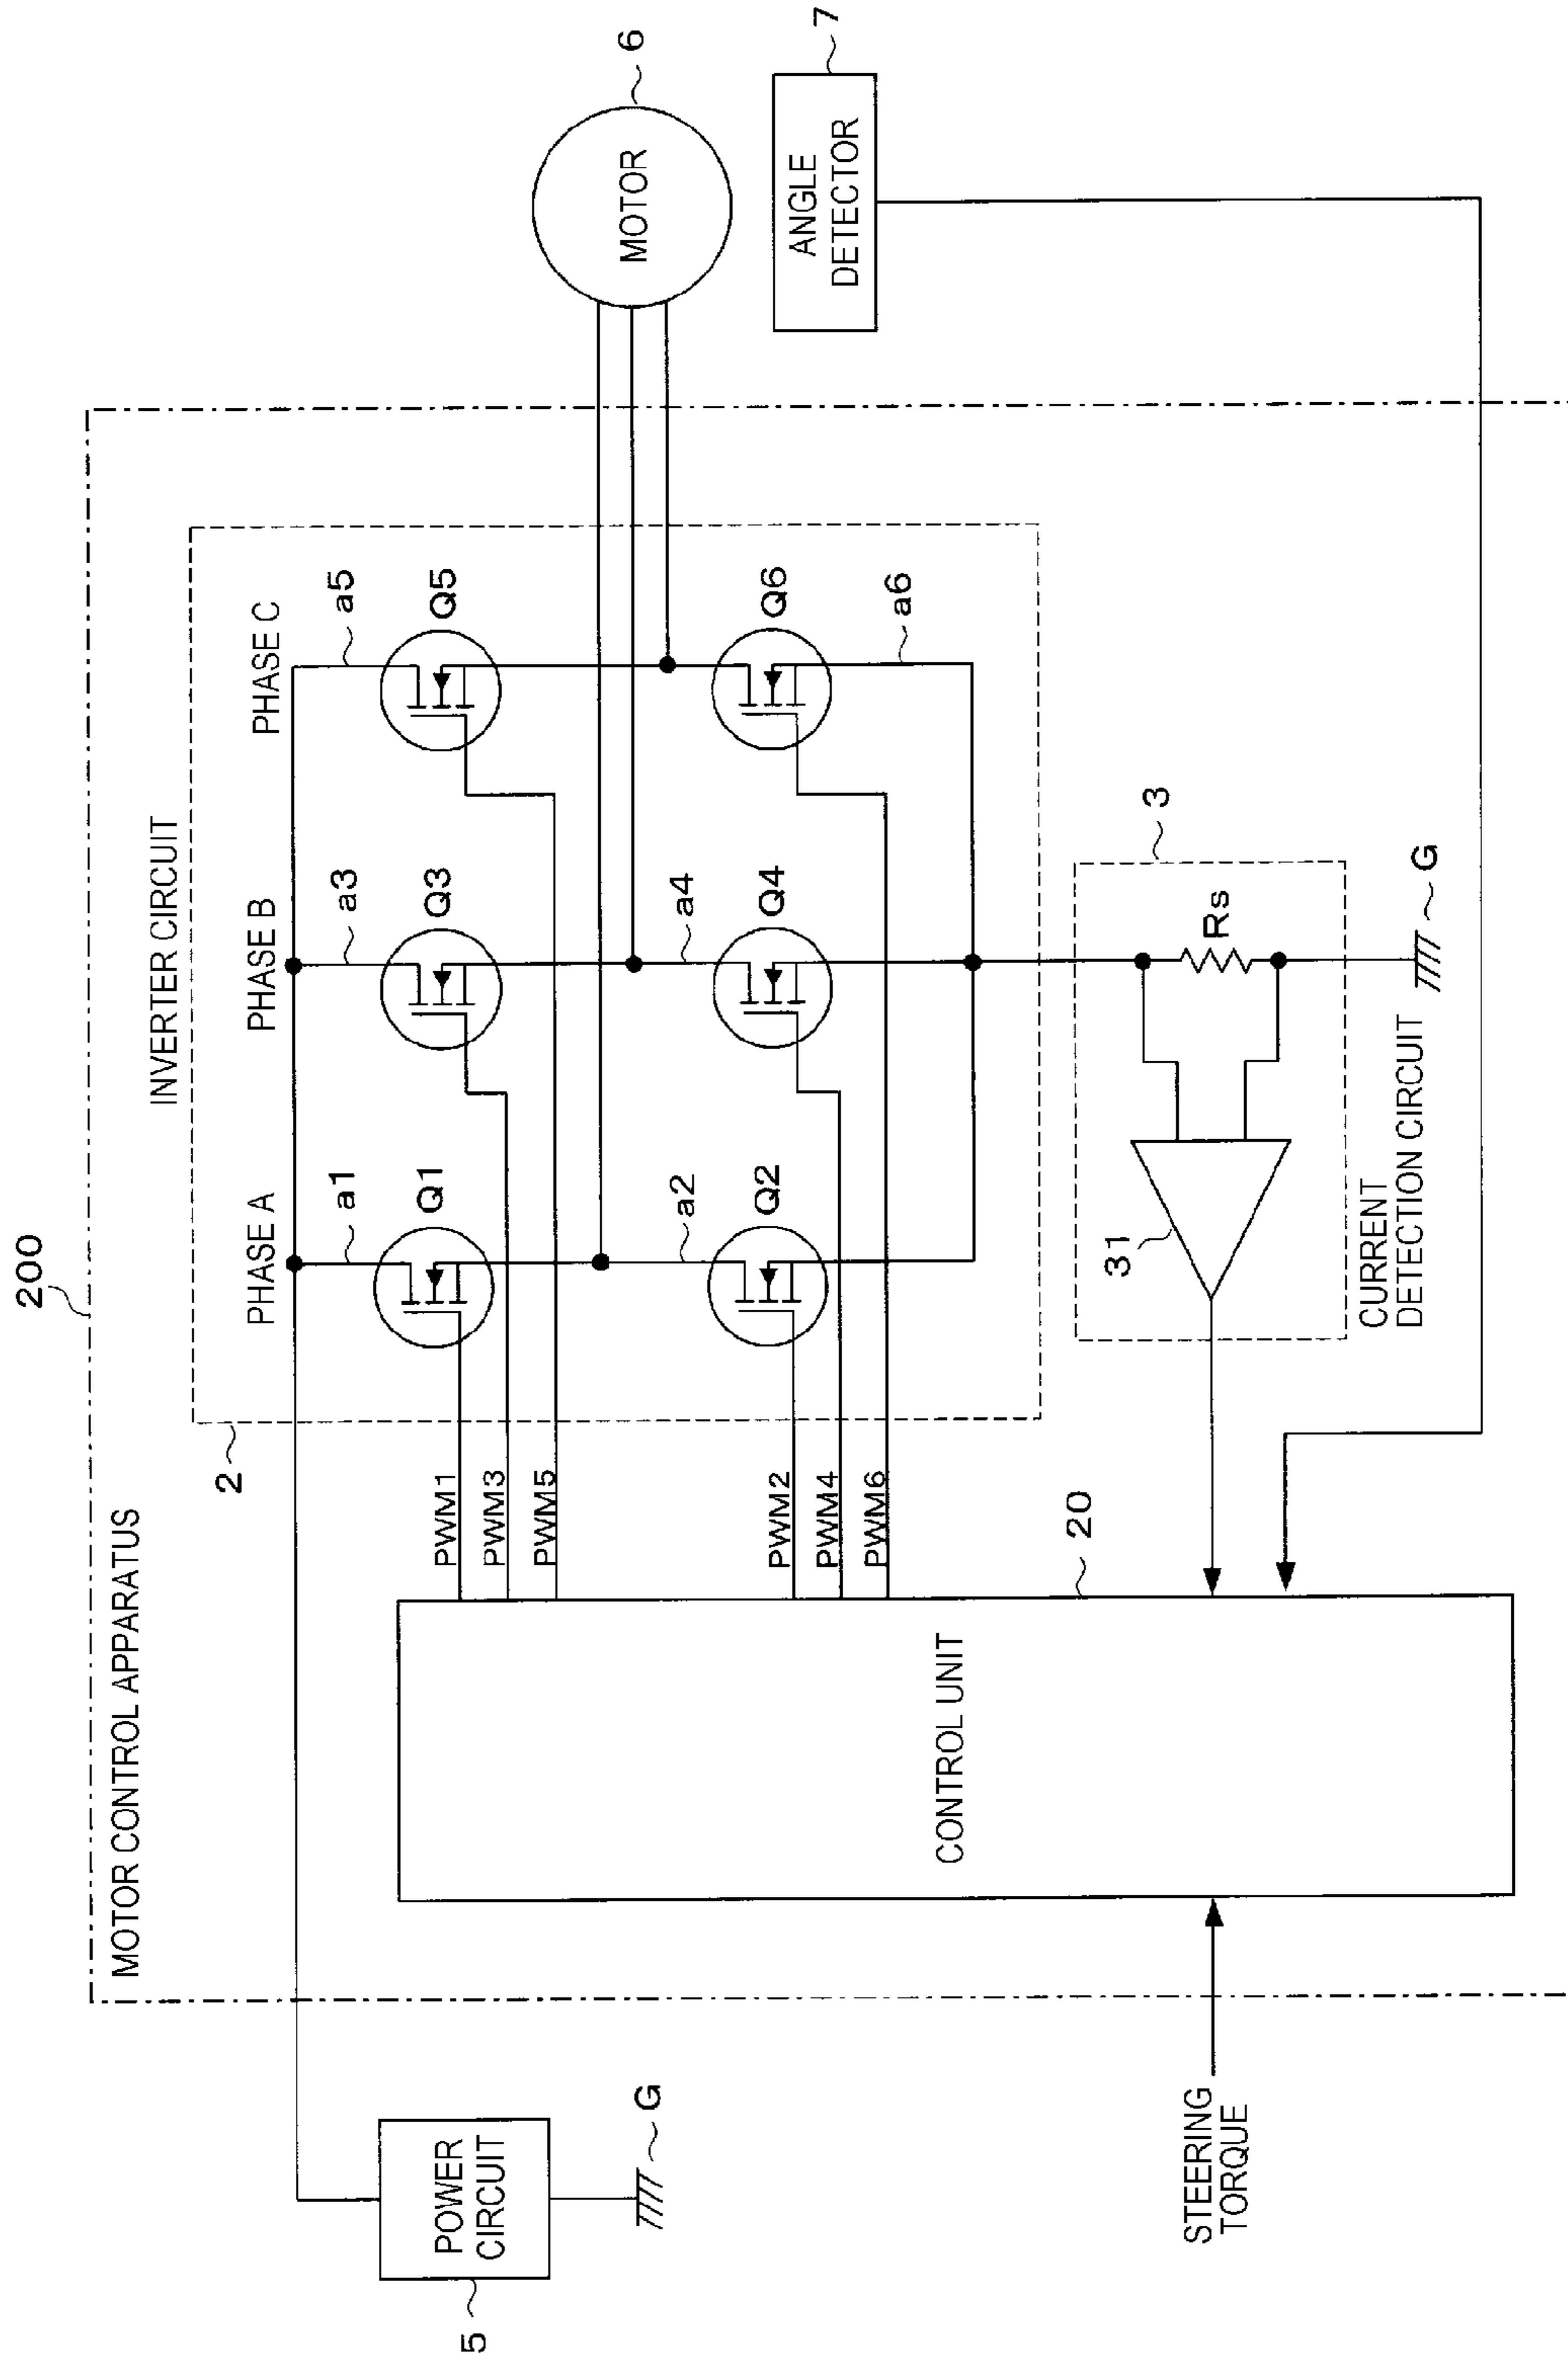 200
MOTOR CONTROL APPARATUS
INVERTER CIRCUIT
2
PHASE A
PHASE B
PHASE C
a1
a3
a5
Q1
Q3
Q5
PWM1
PWM3
PWM5
a2
a4
Q2
Q4
Q6
a6
PWM2
PWM4
PWM6
5
POWER
CIRCUIT
G
MOTOR
6
ANGLE
DETECTOR
7
CONTROL UNIT
20
STEERING
TORQUE
3
31
Rs
CURRENT
DETECTION CIRCUIT
G